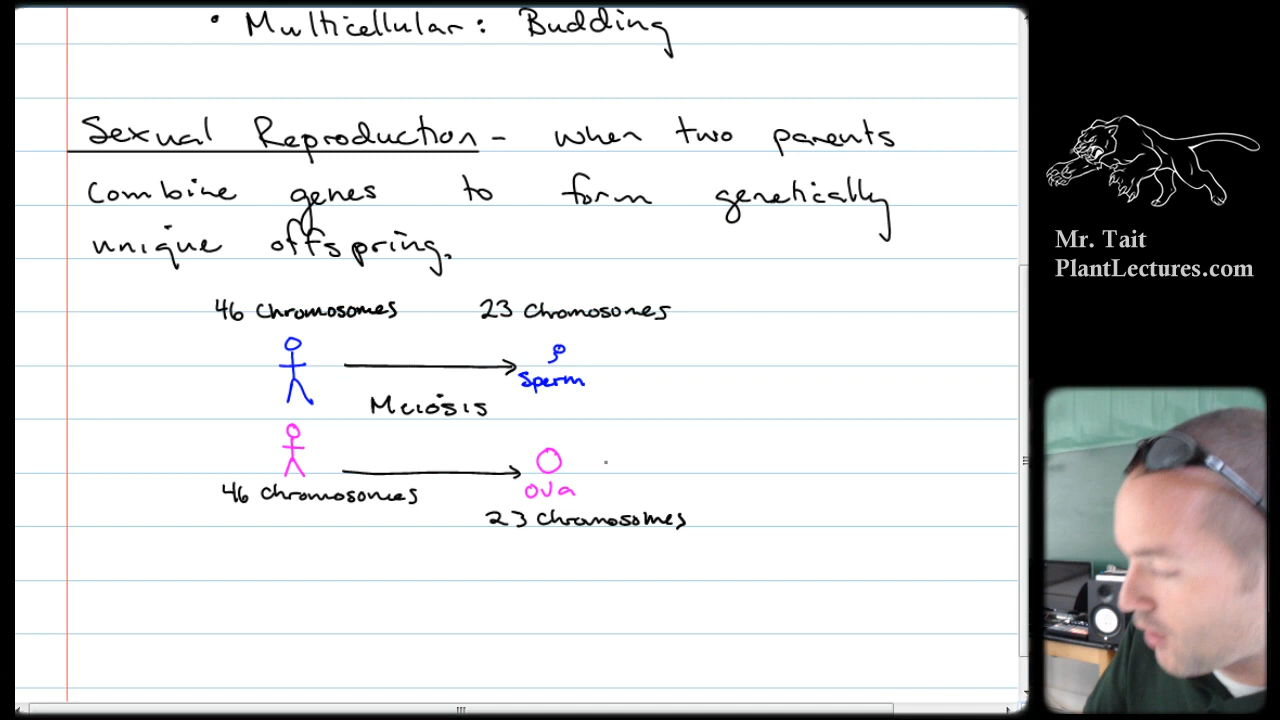 • Multicellular: Budding
Sexual Reproduction - when two parents
combine genes to form genetically
unique offspring.
46 chromosomes
23 chromosomes
Sperm
Meiosis
46 chromosomes
ova
23 chromosomes
Mr. Tait
PlantLectures.com